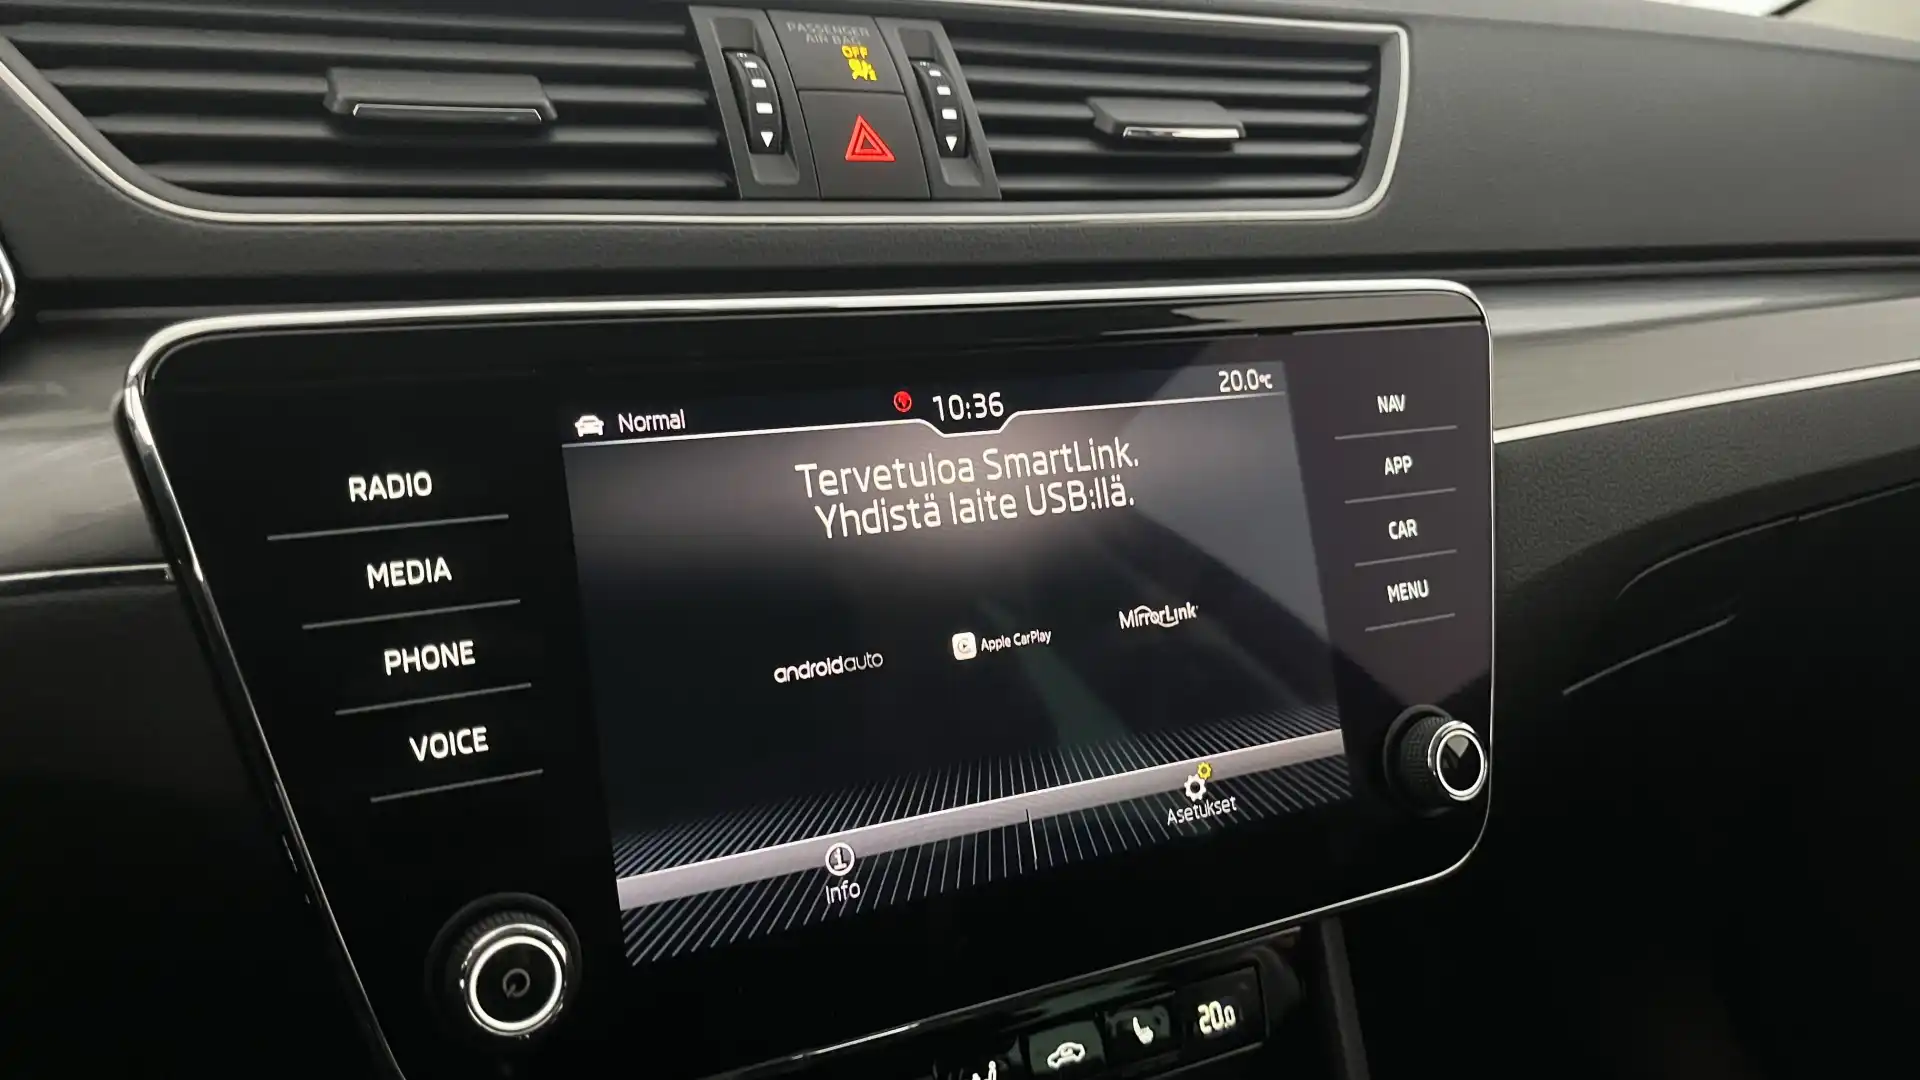 PASSENGER
AIR BAG
OFF
Normal
10:36
20.0°C
Tervetuloa SmartLink.
Yhdistä laite USB:llä.
androidauto
Apple CarPlay
MirrorLink
Info
Asetukset
RADIO
MEDIA
PHONE
VOICE
NAV
APP
CAR
MENU
20.0